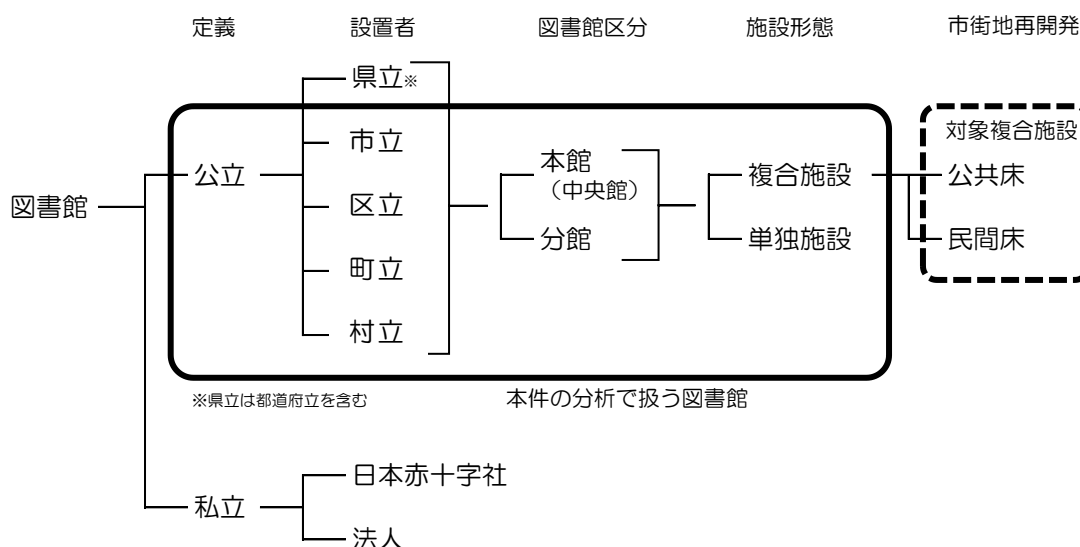 定義 設置者 図書館区分 施設形態 市街地再開発
県立※
対象複合施設
市立
本館
（中央館）
公立 複合施設 公共床
図書館 区立
分館 単独施設 民間床
町立
村立
※県立は都道府立を含む 本件の分析で扱う図書館
日本赤十字社
私立
法人